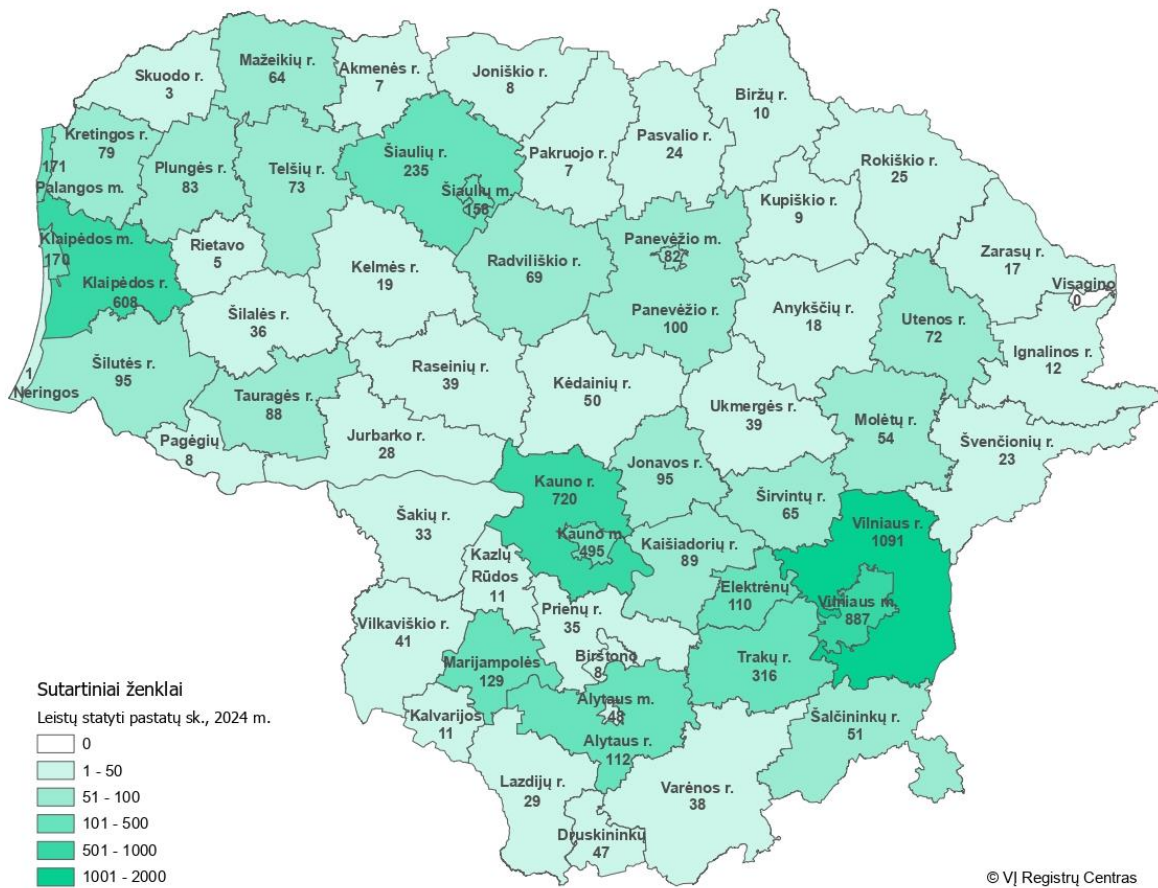 Skuodo r.
3
Mažeikių r.
64
Akmenės r.
7
Joniškio r.
8
Biržų r.
10
Kretingos r.
79
Plungės r.
83
Telšių r.
73
Šiaulių r.
235
Šiaulių m.
158
Pakruojo r.
7
Pasvalio r.
24
Rokiškio r.
25
Kupiškio r.
9
171
Palangos m.
Klaipėdos m.
170
Klaipėdos r.
608
Rietavo
5
Kelmės r.
19
Radviliškio r.
69
Panevėžio m.
82
Panevėžio r.
100
Zarasų r.
17
Visagino
0
Anykščių r.
18
Utenos r.
72
Ignalinos r.
12
Šilalės r.
36
Šilutės r.
95
1
Neringos
Tauragės r.
88
Raseinių r.
39
Kėdainių r.
50
Ukmergės r.
39
Molėtų r.
54
Švenčionių r.
23
Pagėgių
8
Jurbarko r.
28
Jonavos r.
95
Širvintų r.
65
Kauno r.
720
Kauno m.
495
Šakių r.
33
Kazlų
Rūdos
11
Kaišiadorių r.
89
Elektrėnų
110
Vilniaus r.
1091
Vilniaus m.
887
Prienų r.
35
Birštono
8
Vilkaviškio r.
41
Marijampolės
129
Trakų r.
316
Kalvarijos
11
Alytaus m.
48
Alytaus r.
112
Šalčininkų r.
51
Lazdijų r.
29
Varėnos r.
38
Druskininkų
47
Sutartiniai ženklai
Leistų statyti pastatų sk., 2024 m.
0
1 - 50
51 - 100
101 - 500
501 - 1000
1001 - 2000
© VĮ Registrų Centras